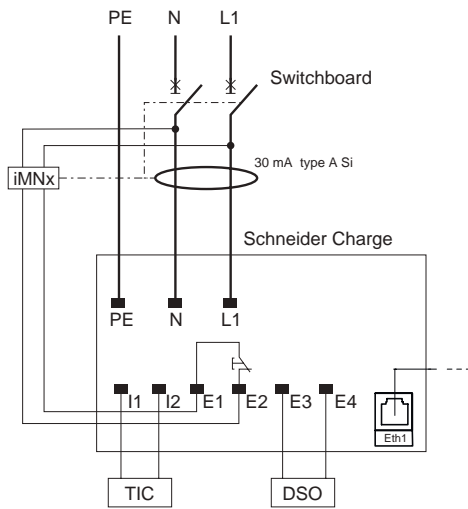 PE N L1
Switchboard
30 mA type A Si
iMNx
Schneider Charge
PE N L1
I1 I2 E1 E2 E3 E4
Eth1
TIC DSO